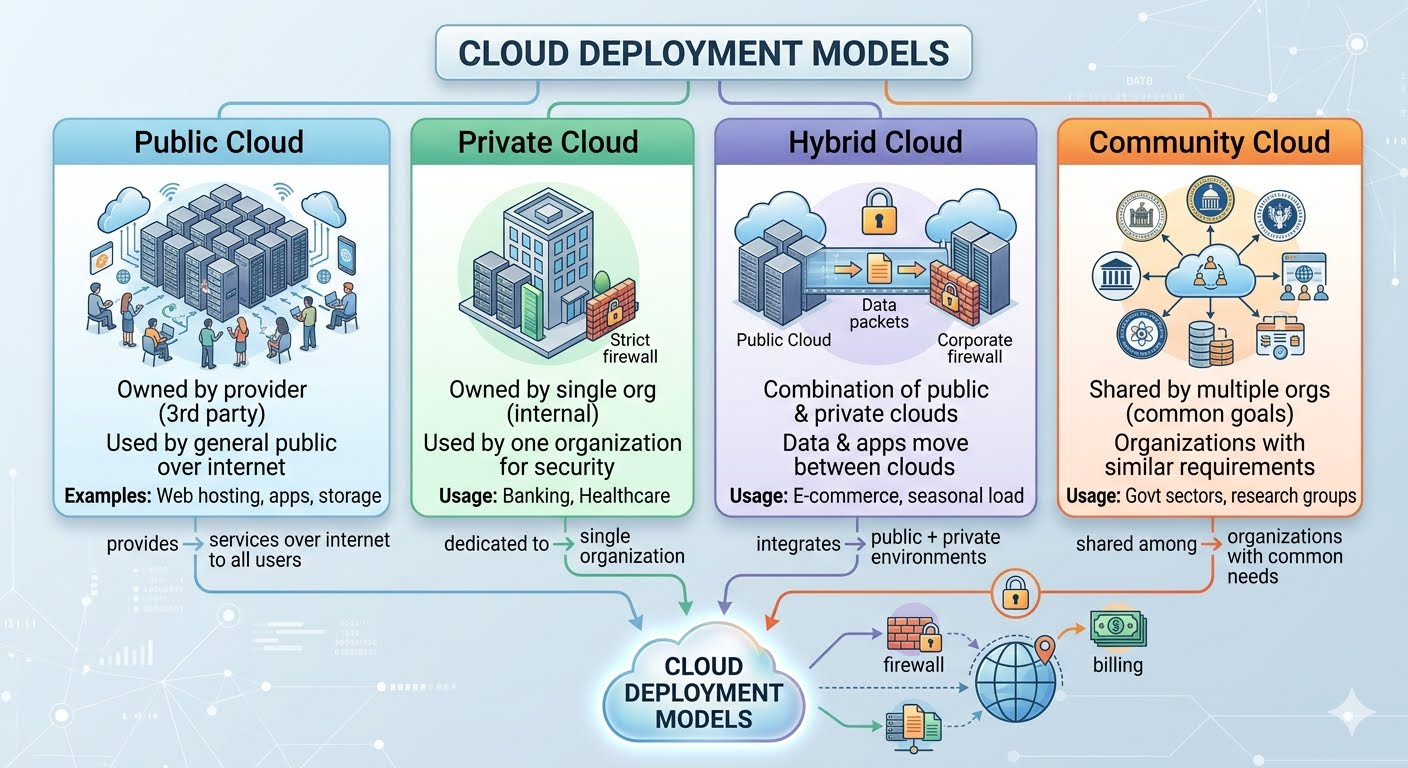 CLOUD DEPLOYMENT MODELS
Public Cloud
Owned by provider
(3rd party)
Used by general public
over internet
Examples: Web hosting, apps, storage
provides
services over internet
to all users
Private Cloud
Strict
firewall
Owned by single org
(internal)
Used by one organization
for security
Usage: Banking, Healthcare
dedicated to
single
organization
Hybrid Cloud
Data
packets
Public Cloud
Corporate
firewall
Combination of public
& private clouds
Data & apps move
between clouds
Usage: E-commerce, seasonal load
integrates
public + private
environments
Community Cloud
Shared by multiple orgs
(common goals)
Organizations with
similar requirements
Usage: Govt sectors, research groups
shared among
organizations
with common
needs
CLOUD
DEPLOYMENT
MODELS
firewall
billing